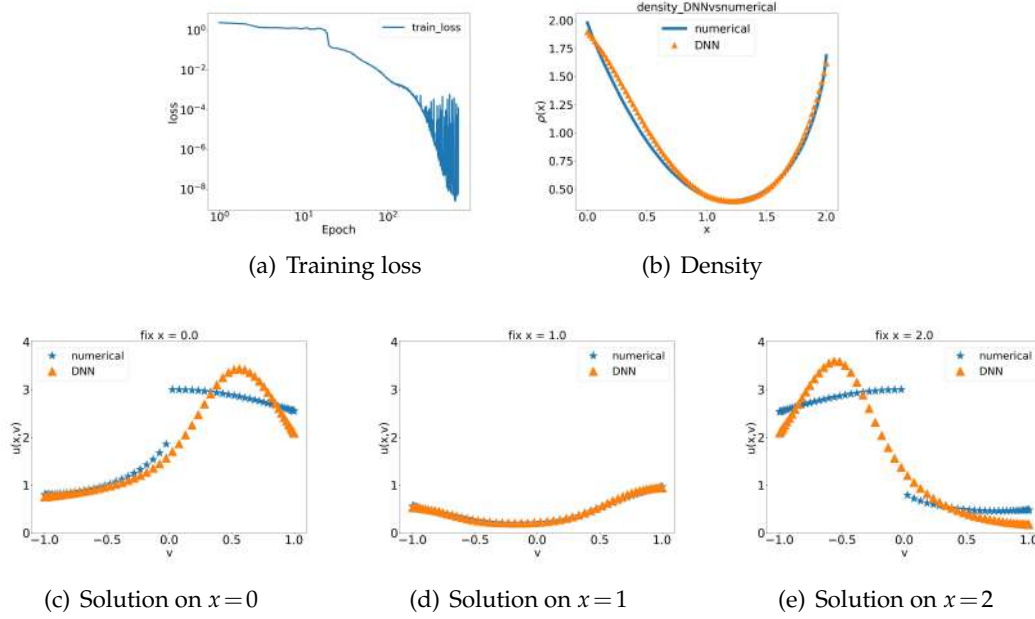 train_loss
10^0
10^-2
10^-4
10^-6
10^-8
loss
10^0
10^1
10^2
Epoch
(a) Training loss
density_DNNvsnumerical
numerical
DNN
2.00
1.75
1.50
1.25
1.00
0.75
0.50
ρ(x)
0.0
0.5
1.0
1.5
2.0
x
(b) Density
fix x = 0.0
numerical
DNN
4
3
2
1
0
u(x,v)
−1.0
−0.5
0.0
0.5
1.0
v
(c) Solution on x=0
fix x = 1.0
numerical
DNN
4
3
2
1
0
u(x,v)
−1.0
−0.5
0.0
0.5
1.0
v
(d) Solution on x=1
fix x = 2.0
numerical
DNN
4
3
2
1
0
u(x,v)
−1.0
−0.5
0.0
0.5
1.0
v
(e) Solution on x=2